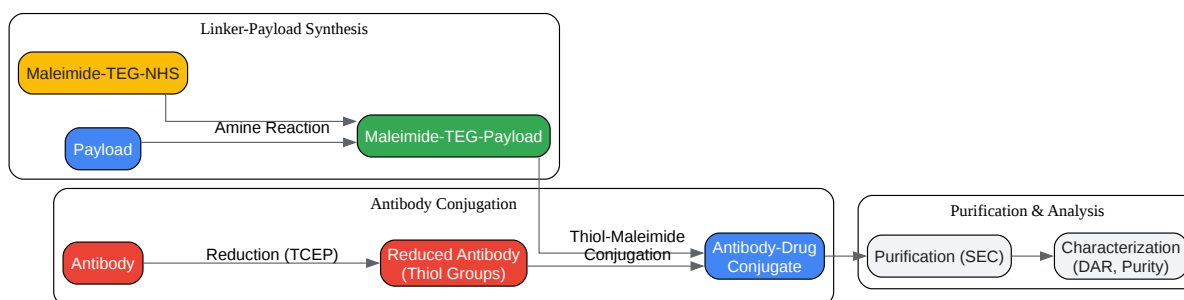 Linker-Payload Synthesis
Maleimide-TEG-NHS
Amine Reaction
Payload
Maleimide-TEG-Payload
Antibody Conjugation
Antibody
Reduction (TCEP)
Reduced Antibody
(Thiol Groups)
Thiol-Maleimide
Conjugation
Antibody-Drug
Conjugate
Purification & Analysis
Purification (SEC)
Characterization
(DAR, Purity)